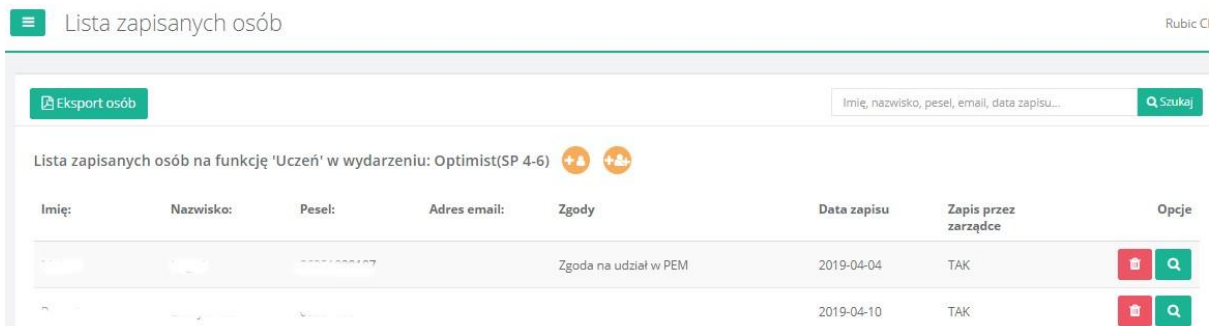 Lista zapisanych osób
Rubic
Eksport osób
Imię, nazwisko, pesel, email, data zapisu...
Szukaj
Lista zapisanych osób na funkcję 'Uczeń' w wydarzeniu: Optimist(SP 4-6)
Imię: Nazwisko: Pesel: Adres email: Zgody Data zapisu Zapis przez zarządce Opcje
Zgoda na udział w PEM 2019-04-04 TAK
2019-04-10 TAK